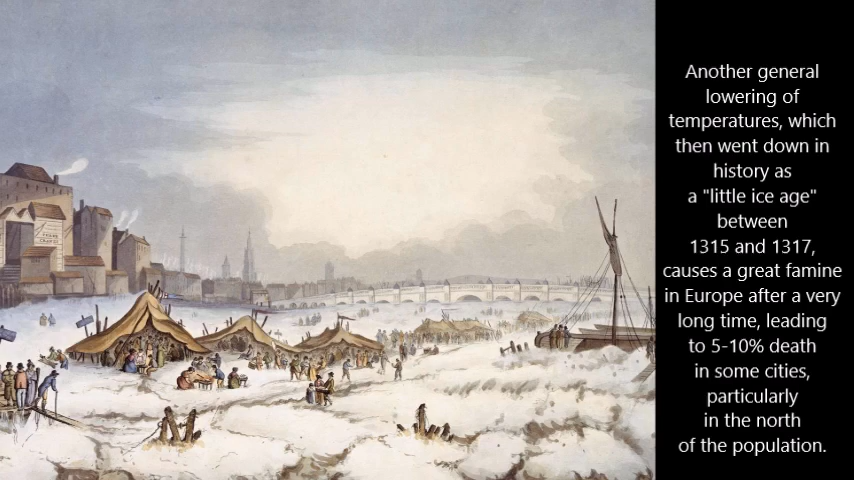 Another general
lowering of
temperatures, which
then went down in
history as
a "little ice age"
between
1315 and 1317,
causes a great famine
in Europe after a very
long time, leading
to 5-10% death
in some cities,
particularly
in the north
of the population.